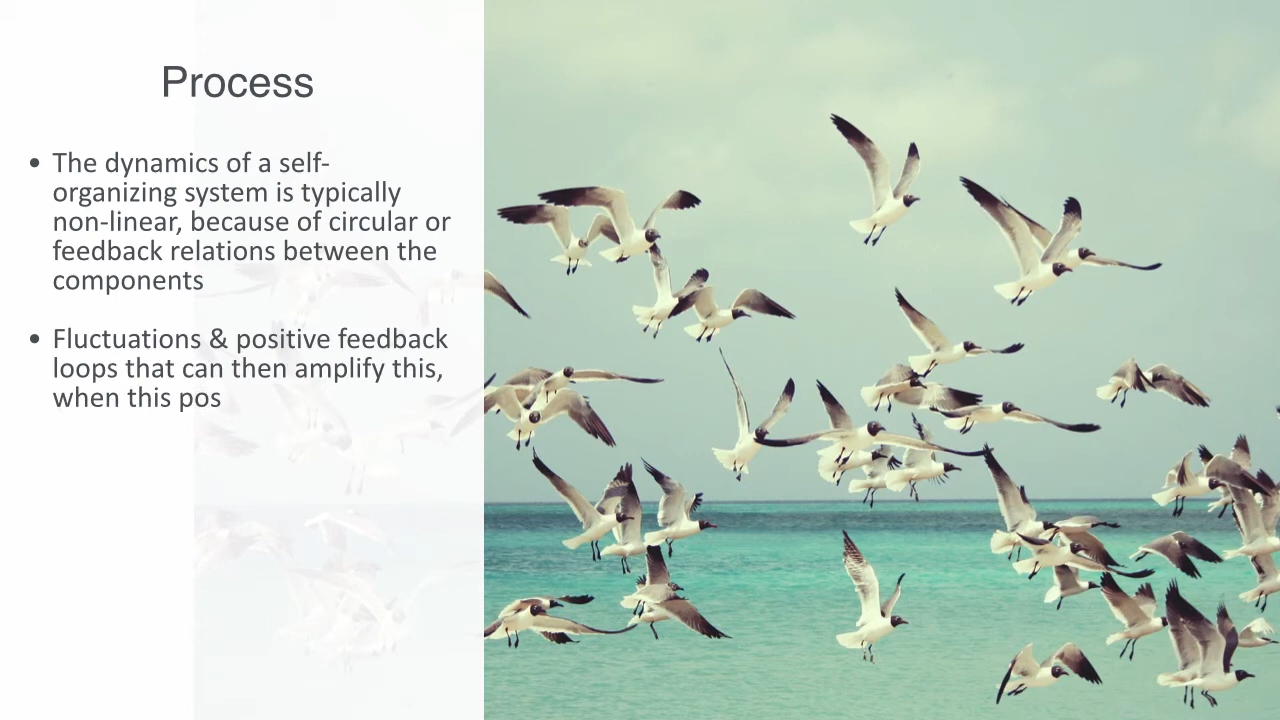 Process
• The dynamics of a self-
organizing system is typically
non-linear, because of circular or
feedback relations between the
components
• Fluctuations & positive feedback
loops that can then amplify this,
when this pos